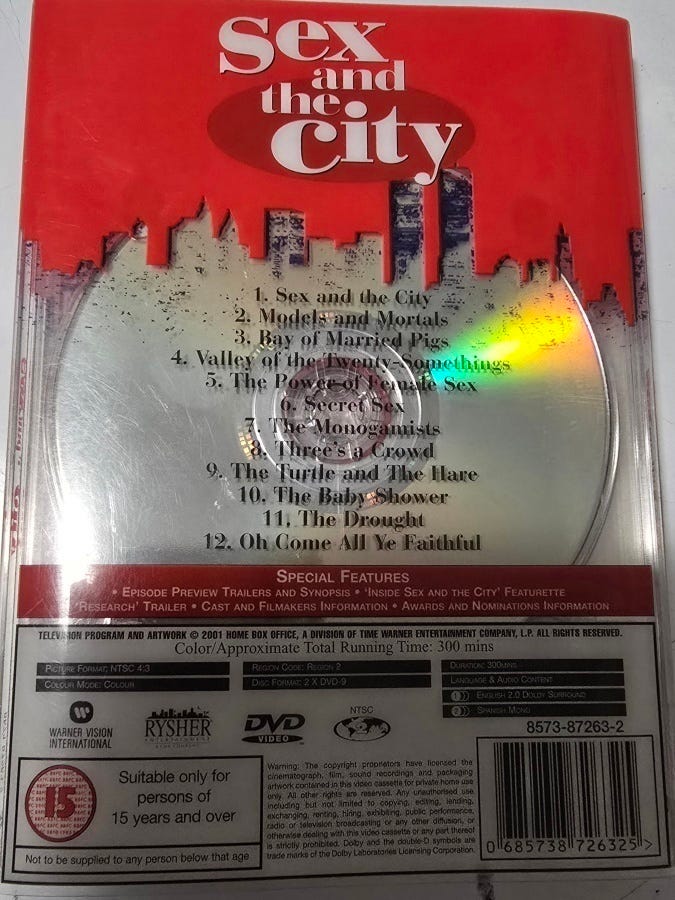 Sex
and
the
city
1. Sex and the City
2. Models and Mortals
3. Bay of Married Pigs
4. Valley of the Twenty-Somethings
5. The Power of Female Sex
6. Secret Sex
7. The Monogamists
8. Three's a Crowd
9. The Turtle and The Hare
10. The Baby Shower
11. The Drought
12. Oh Come All Ye Faithful
Special Features
• Episode Preview Trailers and Synopsis • 'Inside Sex and the City' Featurette
'Research' Trailer • Cast and Filmakers Information • Awards and Nominations Information
TELEVISION PROGRAM AND ARTWORK © 2001 HOME BOX OFFICE, A DIVISION OF TIME WARNER ENTERTAINMENT COMPANY, L.P. ALL RIGHTS RESERVED.
Color/Approximate Total Running Time: 300 mins
Picture Format: NTSC 4:3
Colour Mode: Colour
Region Code: Region 2
Disc Format: 2 X DVD-9
Duration: 300mins
Language & Audio Content
1 English 2.0 Dolby Surround
2 Spanish Mono
WARNER VISION
INTERNATIONAL
RYSHER
ENTERTAINMENT
DVD
VIDEO
NTSC
2
8573-87263-2
15
Suitable only for
persons of
15 years and over
Not to be supplied to any person below that age
Warning: The copyright proprietors have licensed the
cinematograph, film, sound recordings and packaging
artwork contained in this video cassette for private home use
only. All other rights are reserved. Any unauthorised use
including but not limited to copying, editing, lending,
exchanging, renting, hiring, exhibiting, public performance,
radio or television broadcasting or any other diffusion, or
otherwise dealing with this video cassette or any part thereof
is strictly prohibited. Dolby and the double-D symbols are
trade marks of the Dolby Laboratories Licensing Corporation.
0 685738 726325 >